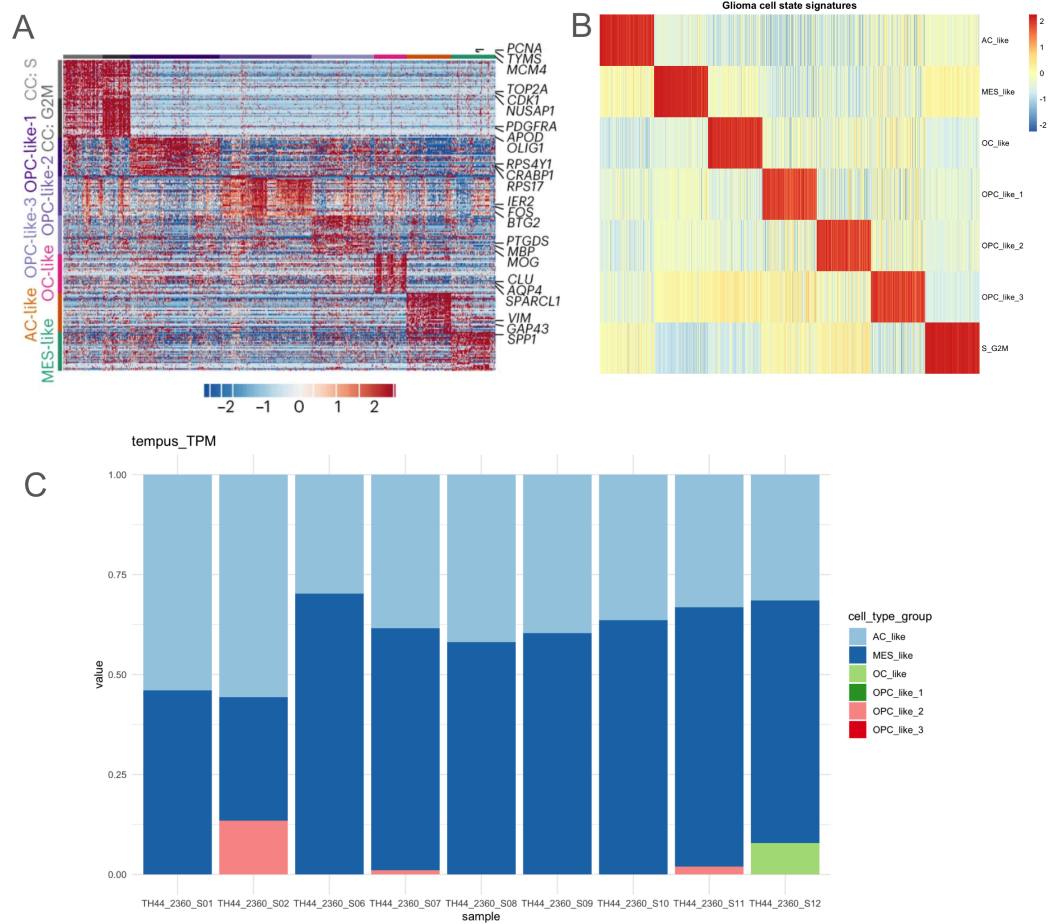 A
CC: S
CC: G2M
OPC-like-1
OPC-like-2
OPC-like-3
OC-like
AC-like
MES-like
PCNA
TYMS
MCM4
TOP2A
CDK1
NUSAP1
PDGFRA
APOD
OLIG1
RPS4Y1
CRABP1
RPS17
IER2
FOS
BTG2
PTGDS
MBP
MOG
CLU
AQP4
SPARCL1
VIM
GAP43
SPP1
−2 −1 0 1 2
B
Glioma cell state signatures
AC_like
MES_like
OC_like
OPC_like_1
OPC_like_2
OPC_like_3
S_G2M
2
1
0
-1
-2
C
tempus_TPM
value
1.00
0.75
0.50
0.25
0.00
TH44_2360_S01 TH44_2360_S02 TH44_2360_S06 TH44_2360_S07 TH44_2360_S08 TH44_2360_S09 TH44_2360_S10 TH44_2360_S11 TH44_2360_S12
sample
cell_type_group
AC_like
MES_like
OC_like
OPC_like_1
OPC_like_2
OPC_like_3